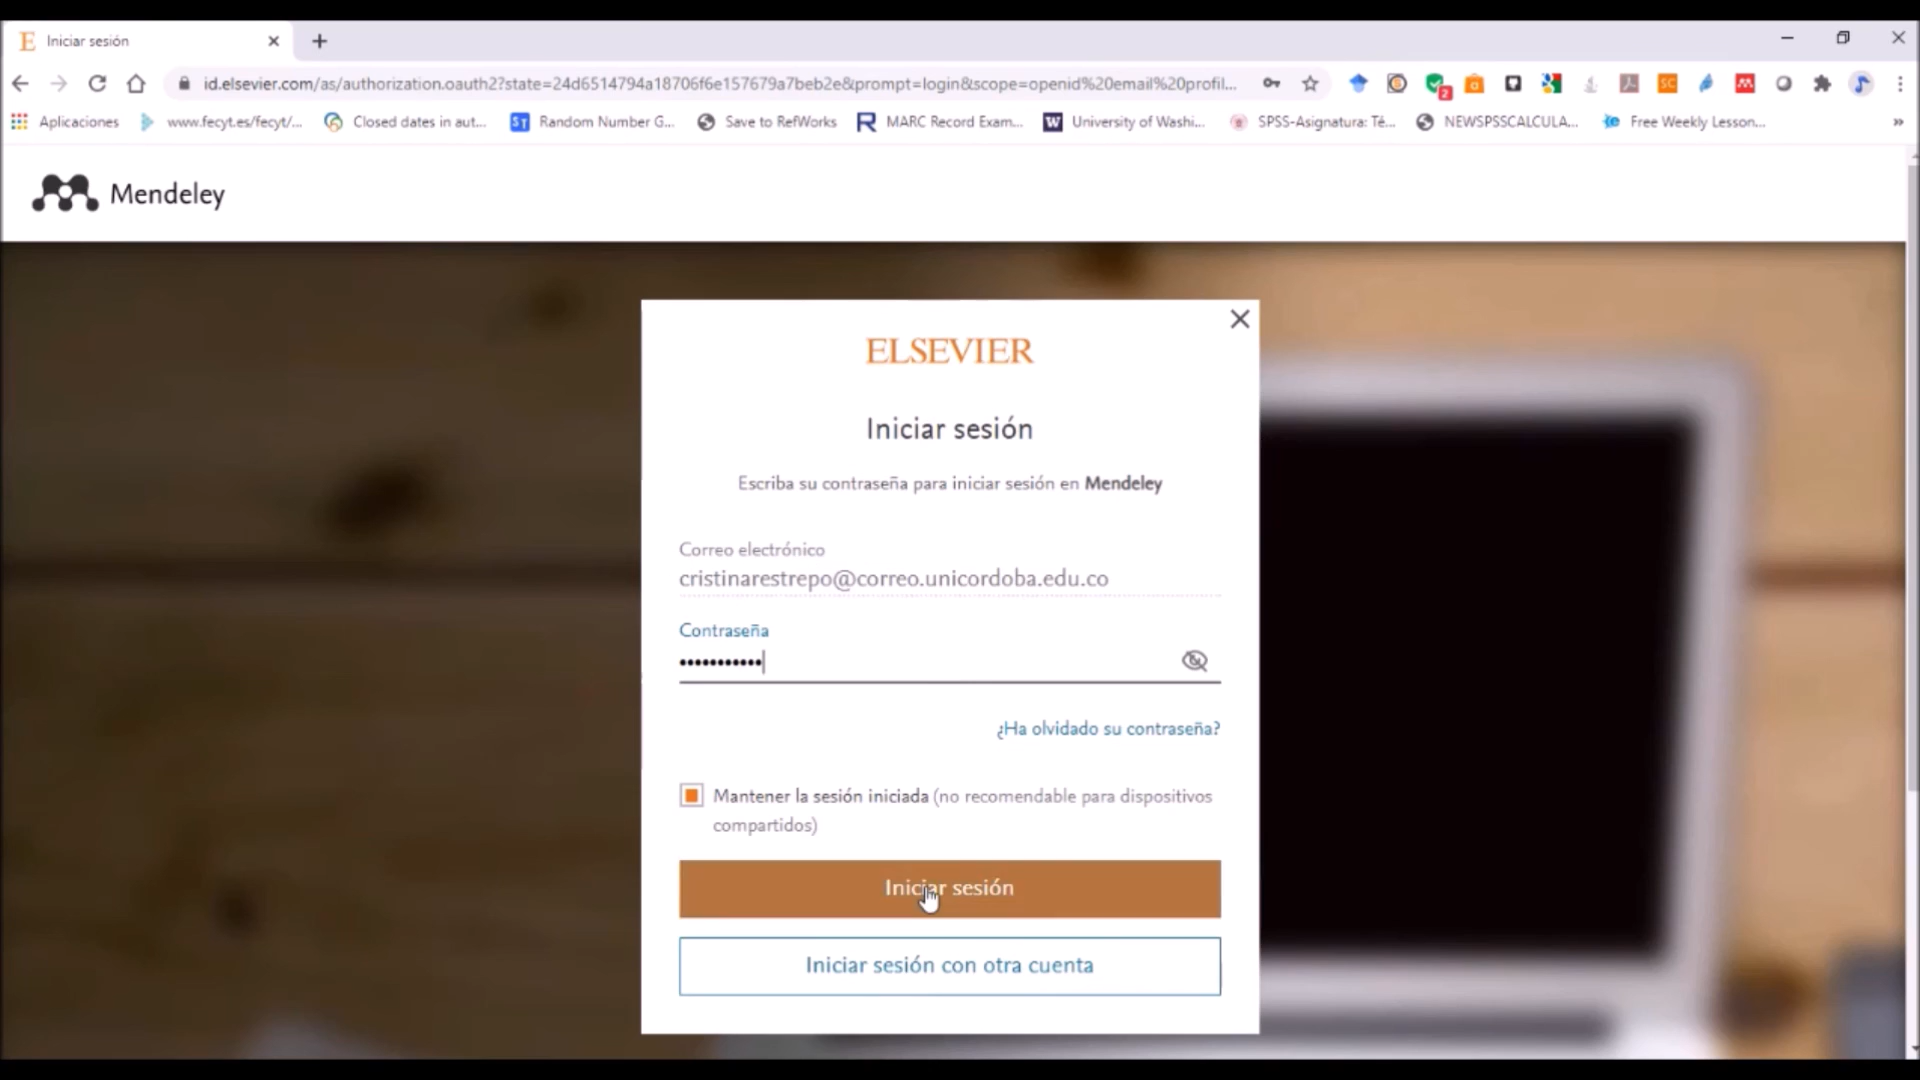 Iniciar sesión
id.elsevier.com/as/authorization.oauth2?state=24d6514794a18706f6e157679a7beb2e&prompt=login&scope=openid%20email%20profil...
2
SC
Aplicaciones
www.fecyt.es/fecyt/...
Closed dates in aut...
ST
Random Number G...
Save to RefWorks
R
MARC Record Exam...
W
University of Washi...
SPSS-Asignatura: Té...
NEWSPSSCALCULA...
Free Weekly Lesson...
»
Mendeley
ELSEVIER
Iniciar sesión
Escriba su contraseña para iniciar sesión en Mendeley
Correo electrónico
cristinarestrepo@correo.unicordoba.edu.co
Contraseña
•••••••••••
¿Ha olvidado su contraseña?
Mantener la sesión iniciada (no recomendable para dispositivos
compartidos)
Iniciar sesión
Iniciar sesión con otra cuenta